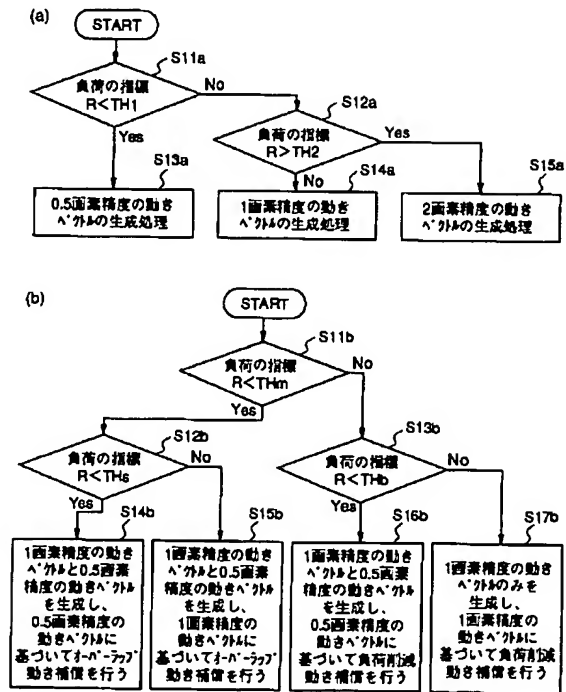 (a)
START
S11a
負荷の指標
R<TH1
No
Yes
S12a
負荷の指標
R>TH2
Yes
No
S13a
0.5画素精度の動き
ベクトルの生成処理
S14a
1画素精度の動き
ベクトルの生成処理
S15a
2画素精度の動き
ベクトルの生成処理
(b)
START
S11b
負荷の指標
R<THm
No
Yes
S12b
負荷の指標
R<THs
No
Yes
S13b
負荷の指標
R<THb
No
Yes
S14b
1画素精度の動き
ベクトルと0.5画素
精度の動きベクトル
を生成し、
0.5画素精度の
動きベクトルに
基づいてオーバーラップ
動き補償を行う
S15b
1画素精度の動き
ベクトルと0.5画素
精度の動きベクトル
を生成し、
1画素精度の
動きベクトルに
基づいてオーバーラップ
動き補償を行う
S16b
1画素精度の動き
ベクトルと0.5画素
精度の動きベクトル
を生成し、
0.5画素精度の
動きベクトルに
基づいて負荷削減
動き補償を行う
S17b
1画素精度の動き
ベクトルのみを
生成し、
1画素精度の
動きベクトルに
基づいて負荷削減
動き補償を行う